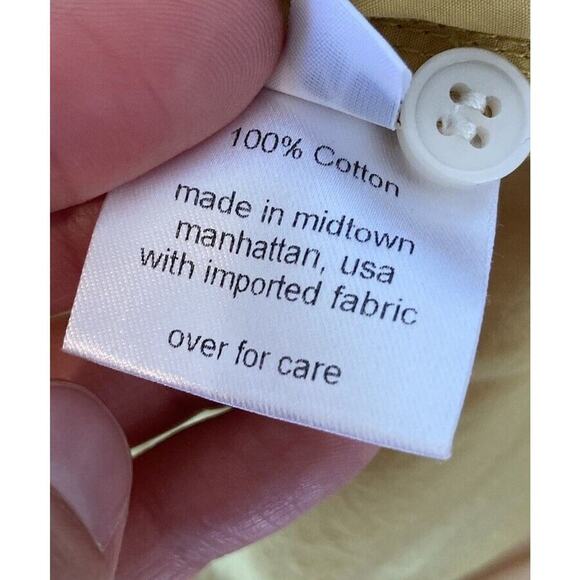 100% Cotton
made in midtown
manhattan, usa
with imported fabric
over for care